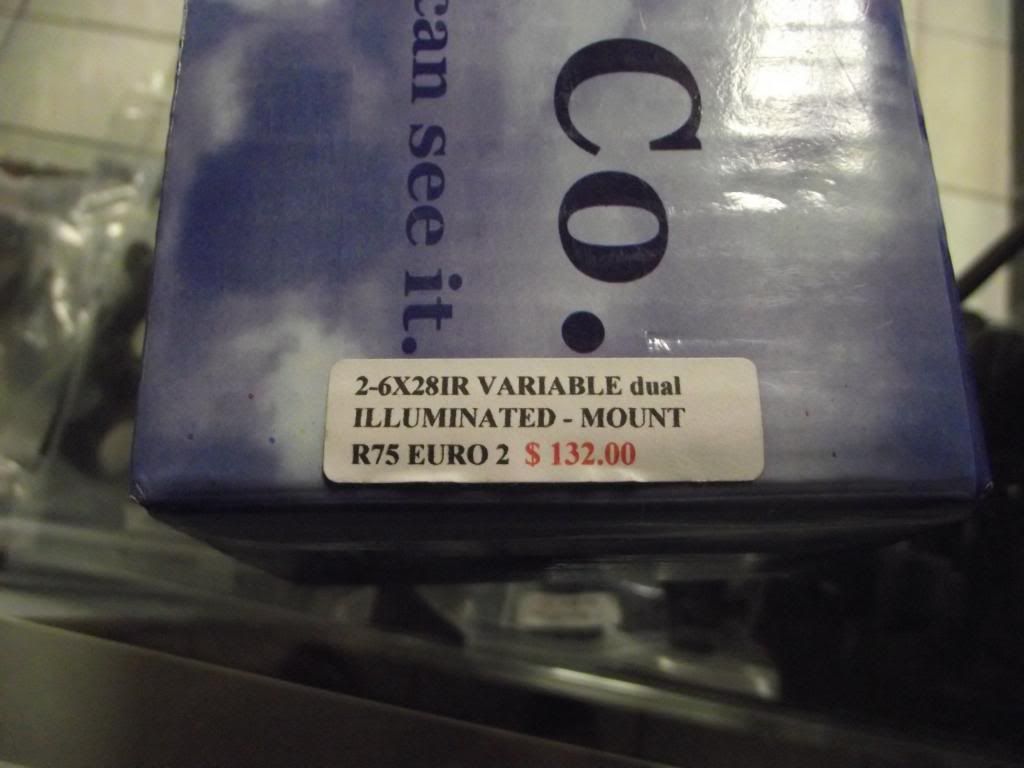 Co.
can see it.
2-6X28IR VARIABLE dual
ILLUMINATED - MOUNT
R75 EURO 2 $ 132.00